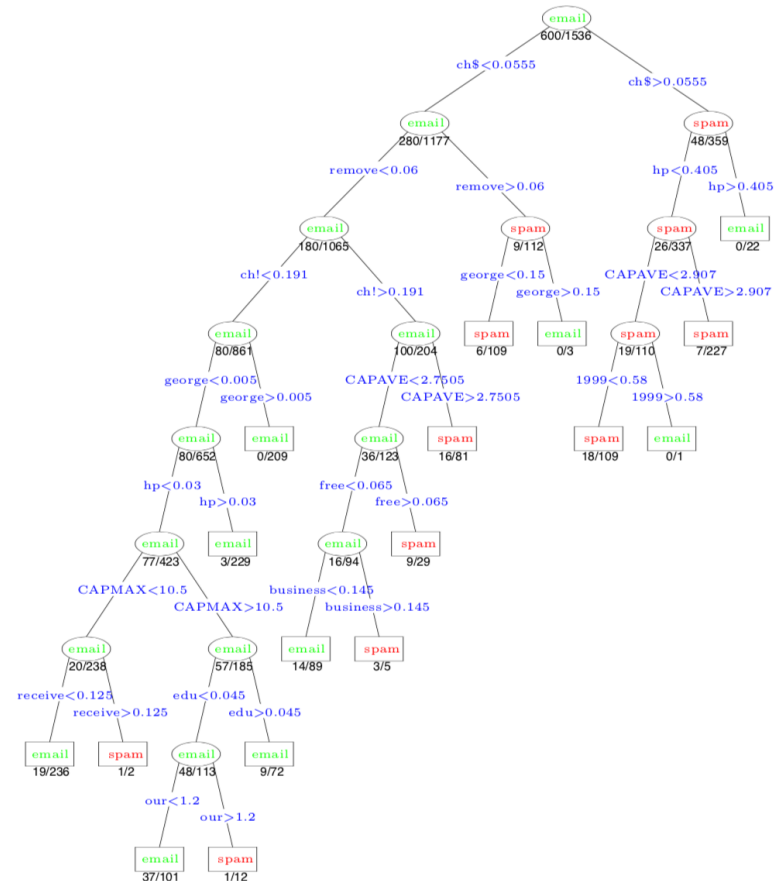 email
600/1536
ch$<0.0555
ch$>0.0555
email
280/1177
spam
48/359
remove<0.06
hp<0.405
remove>0.06
hp>0.405
email
180/1065
spam
9/112
spam
26/337
email
0/22
ch!<0.191
george<0.15
CAPAVE<2.907
ch!>0.191
george>0.15
CAPAVE>2.907
email
80/861
email
100/204
spam
6/109
email
0/3
spam
19/110
spam
7/227
george<0.005
CAPAVE<2.7505
1999<0.58
george>0.005
CAPAVE>2.7505
1999>0.58
email
80/652
email
0/209
email
36/123
spam
16/81
spam
18/109
email
0/1
hp<0.03
free<0.065
hp>0.03
free>0.065
email
77/423
email
3/229
email
16/94
spam
9/29
CAPMAX<10.5
business<0.145
CAPMAX>10.5
business>0.145
email
20/238
email
57/185
email
14/89
spam
3/5
receive<0.125
edu<0.045
receive>0.125
edu>0.045
email
19/236
spam
1/2
email
48/113
email
9/72
our<1.2
our>1.2
email
37/101
spam
1/12